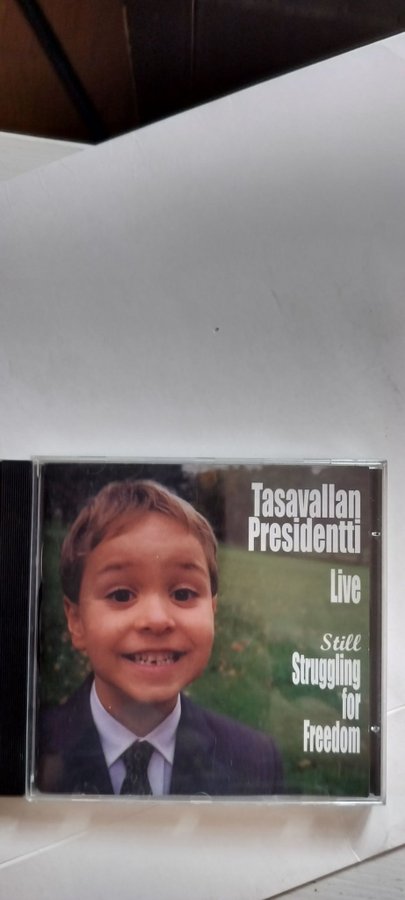 Tasavallan
Presidentti
Live
Still
Struggling
for
Freedom